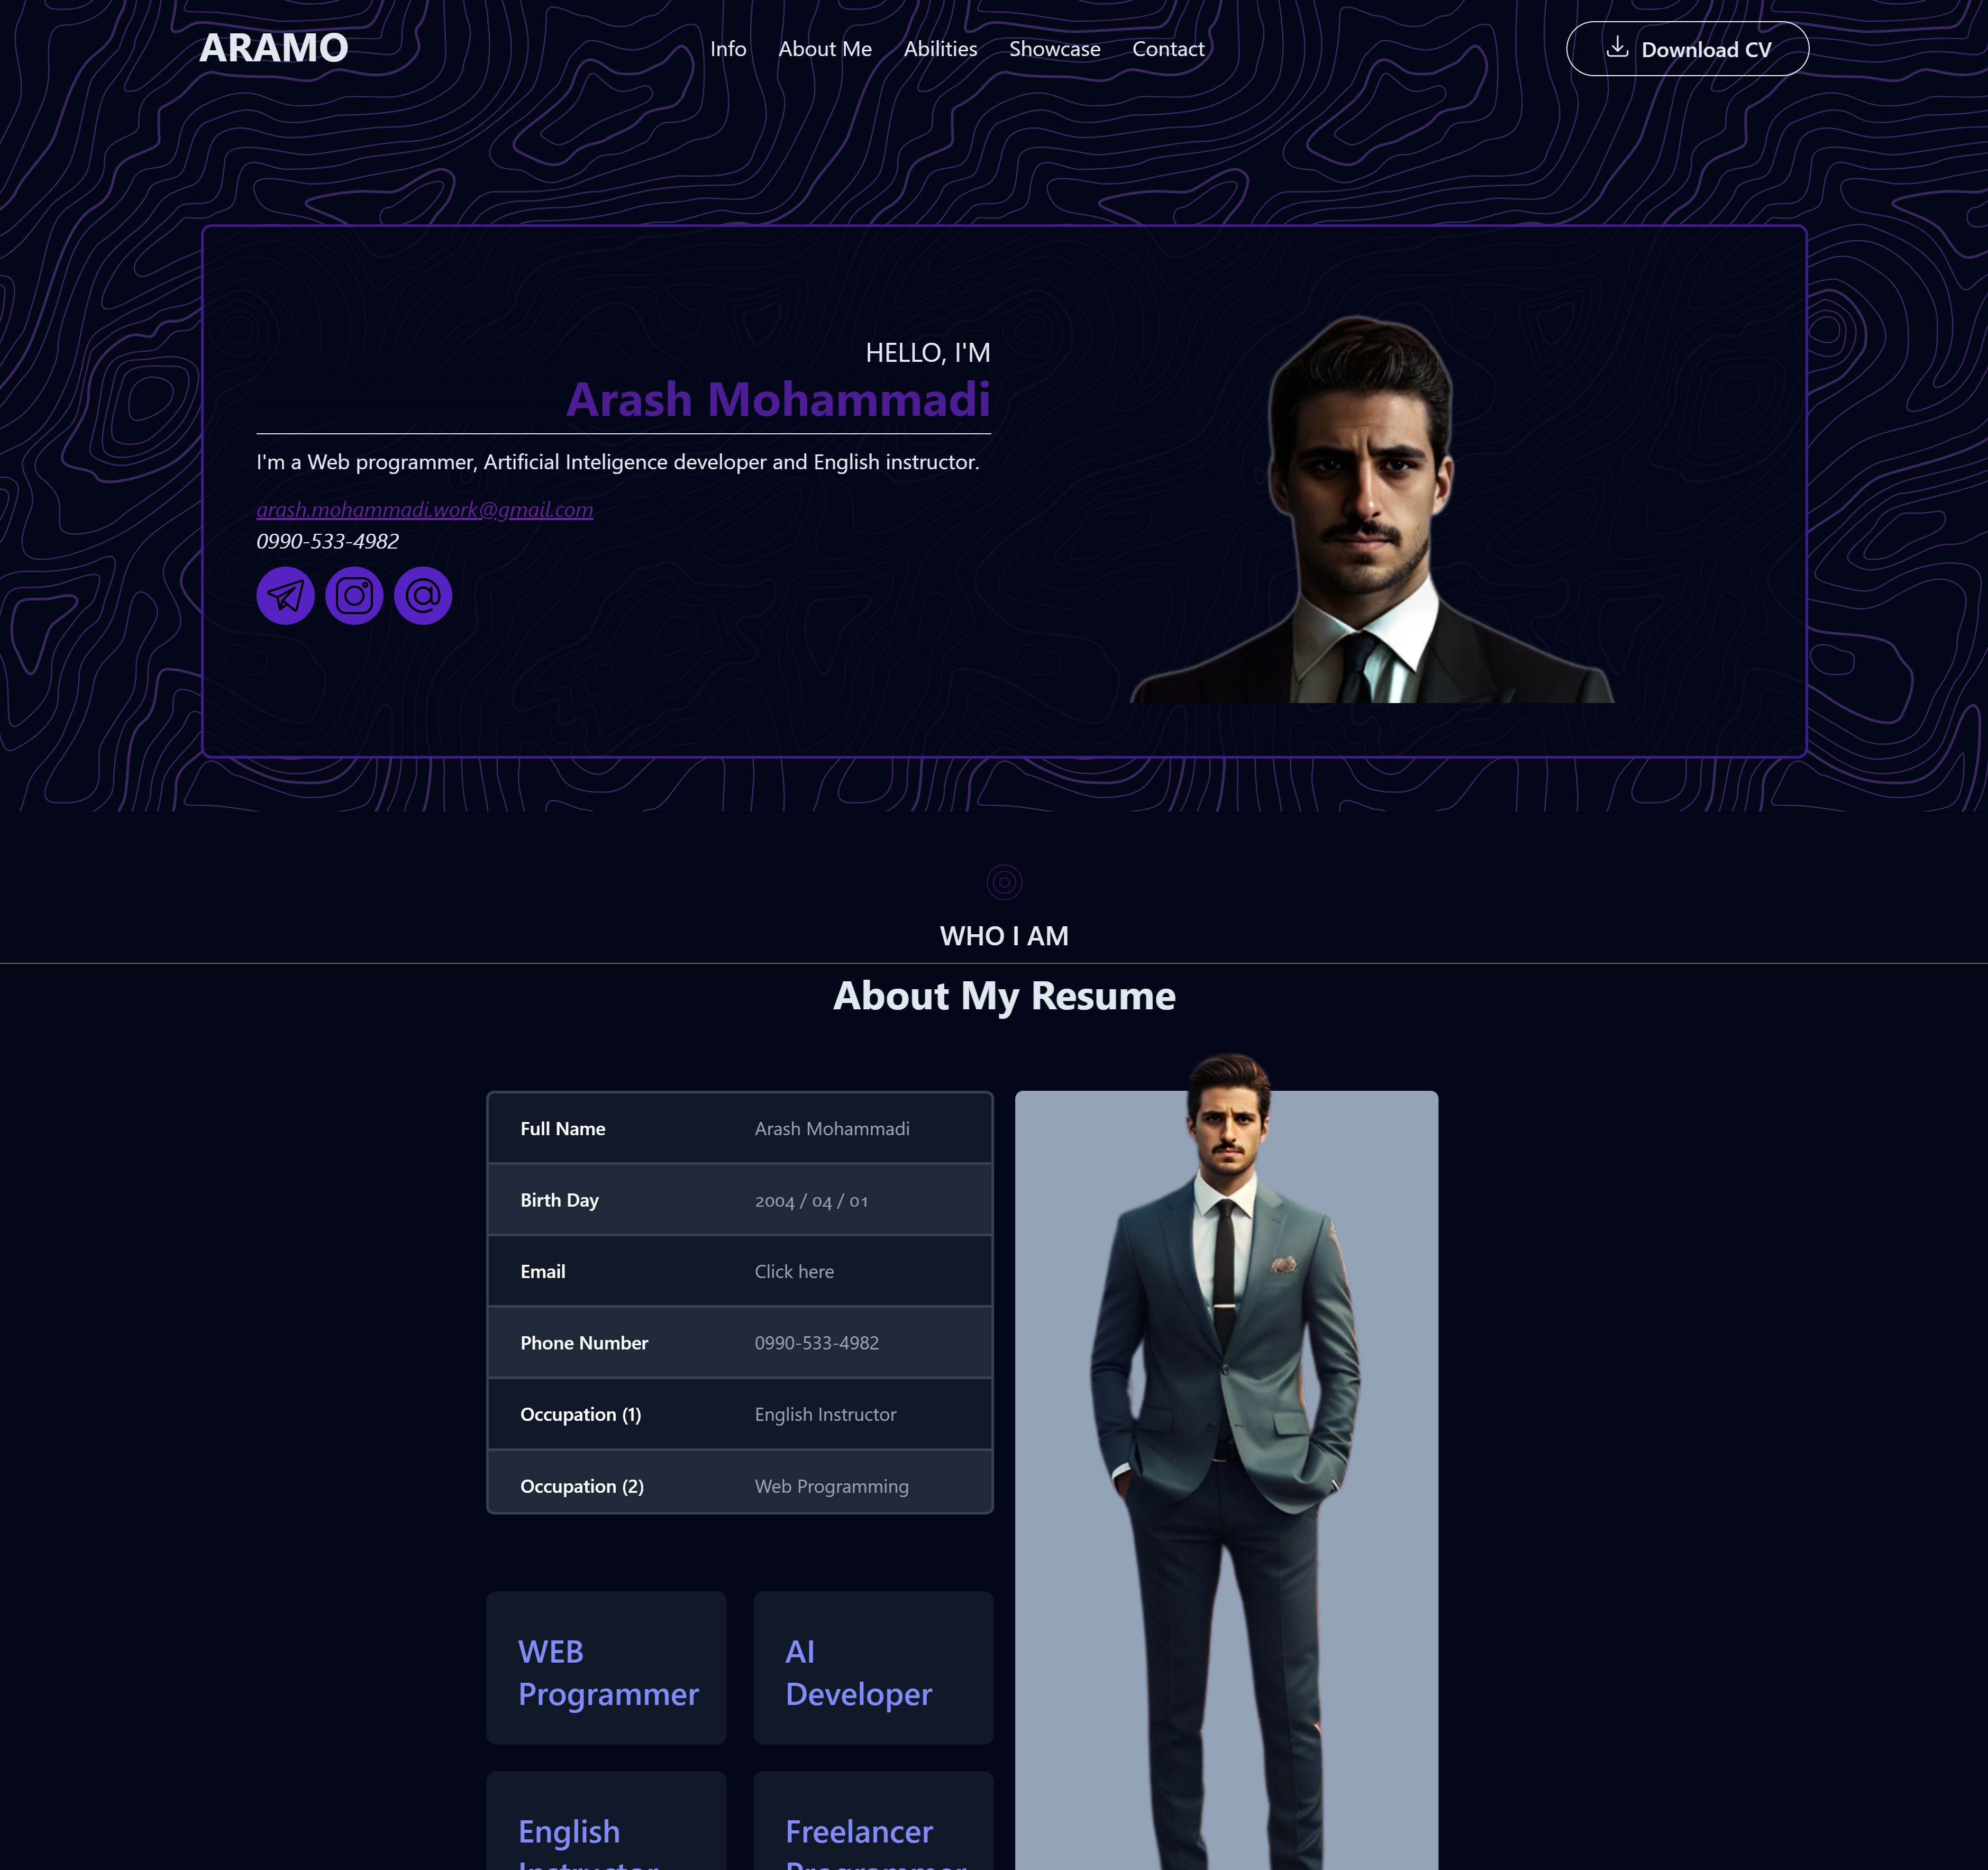 ARAMO
Info About Me Abilities Showcase Contact
Download CV
HELLO, I'M
Arash Mohammadi
I'm a Web programmer, Artificial Inteligence developer and English instructor.
arash.mohammadi.work@gmail.com
0990-533-4982
WHO I AM
About My Resume
Full Name Arash Mohammadi
Birth Day 2004 / 04 / 01
Email Click here
Phone Number 0990-533-4982
Occupation (1) English Instructor
Occupation (2) Web Programming
WEB
Programmer
AI
Developer
English
Instructor
Freelancer
Programmer